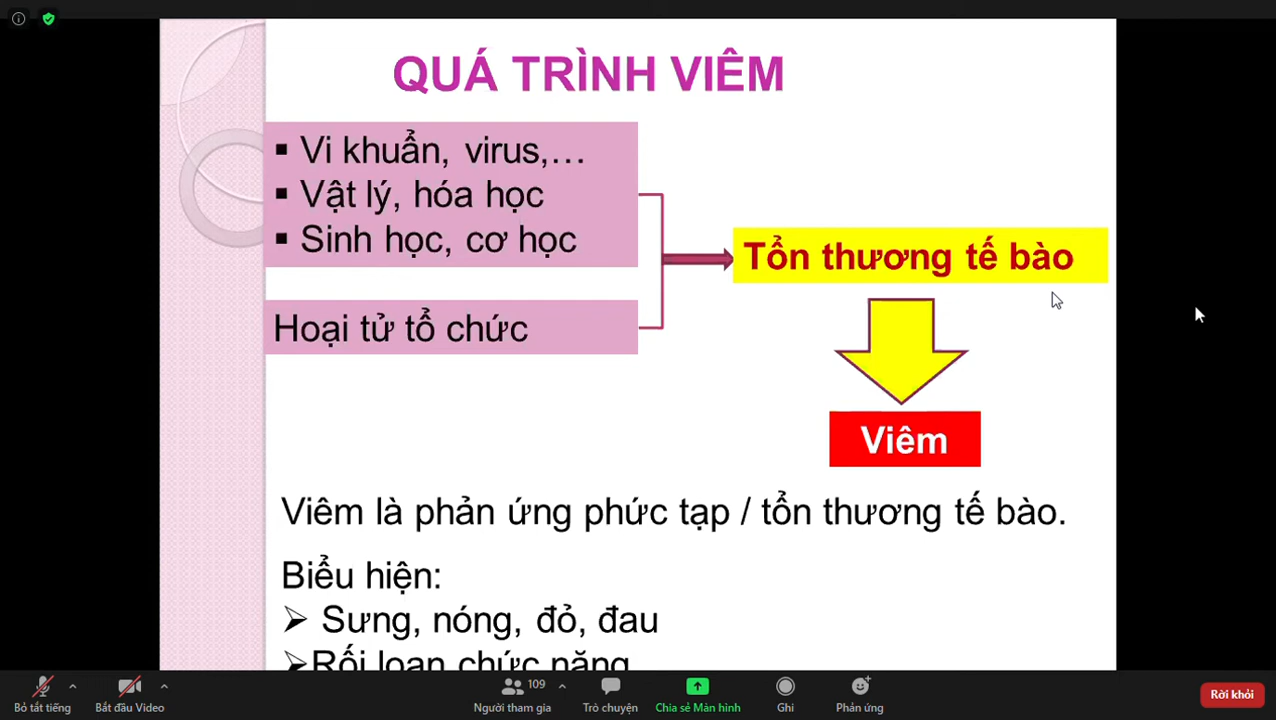 QUÁ TRÌNH VIÊM
▪ Vi khuẩn, virus,…
▪ Vật lý, hóa học
▪ Sinh học, cơ học
Hoại tử tổ chức
Tổn thương tế bào
Viêm
Viêm là phản ứng phức tạp / tổn thương tế bào.
Biểu hiện:
➢ Sưng, nóng, đỏ, đau
➢Rối loạn chức năng
Bỏ tắt tiếng
Bắt đầu Video
109
Người tham gia
Trò chuyện
Chia sẻ Màn hình
Ghi
Phản ứng
Rời khỏi